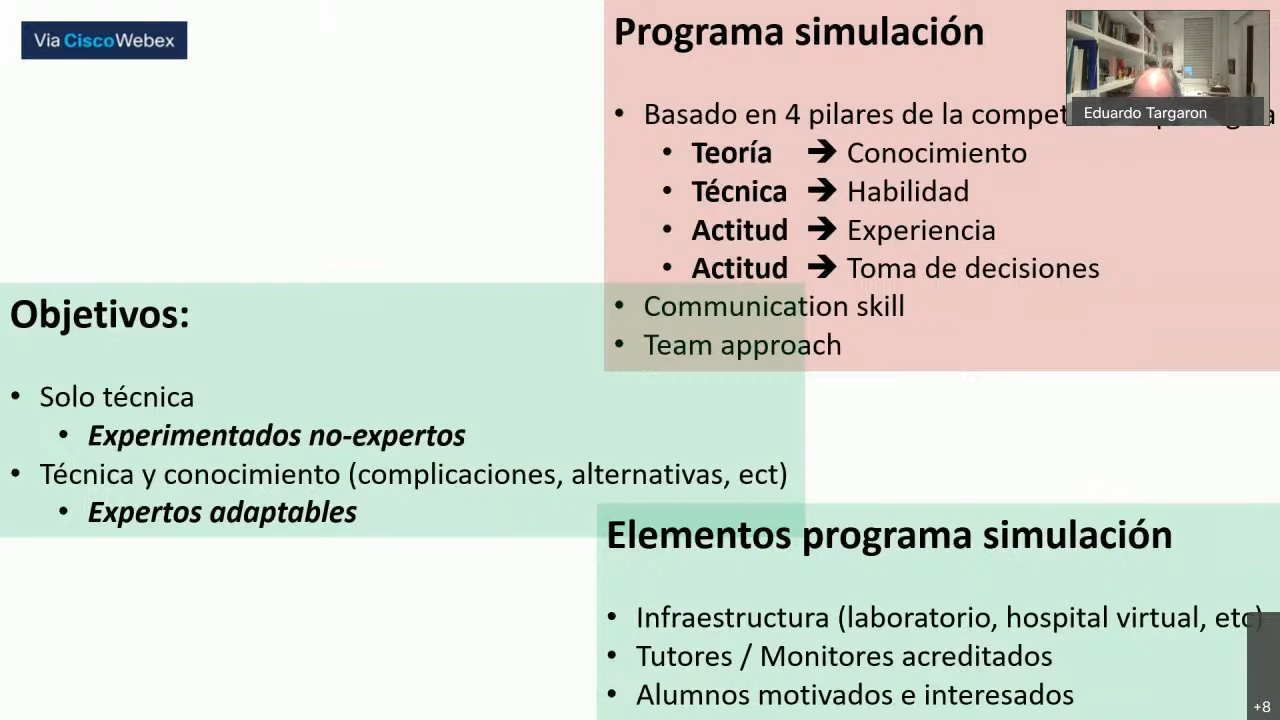 Via CiscoWebex
Programa simulación
Eduardo Targaron
• Basado en 4 pilares de la
• Teoría ➔ Conocimiento
• Técnica ➔ Habilidad
• Actitud ➔ Experiencia
• Actitud ➔ Toma de decisiones
• Communication skill
• Team approach
Objetivos:
• Solo técnica
• Experimentados no-expertos
• Técnica y conocimiento (complicaciones, alternativas, ect)
• Expertos adaptables
Elementos programa simulación
• Infraestructura (laboratorio, hospital virtual, etc)
• Tutores / Monitores acreditados
• Alumnos motivados e interesados
+8